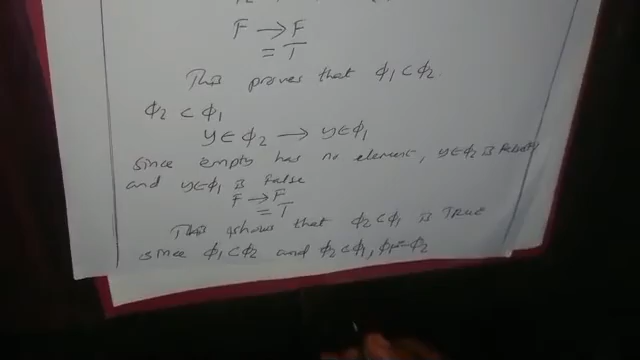 F → F
= T
This proves that ϕ1 ⊂ ϕ2.
ϕ2 ⊂ ϕ1
y ∈ ϕ2 → y ∈ ϕ1
Since empty has no element, y ∈ ϕ2 is
and y ∈ ϕ1 is false
F → F
= T
This shows that ϕ2 ⊂ ϕ1 is True
since ϕ1 ⊂ ϕ2 and ϕ2 ⊂ ϕ1, ϕ1 = ϕ2